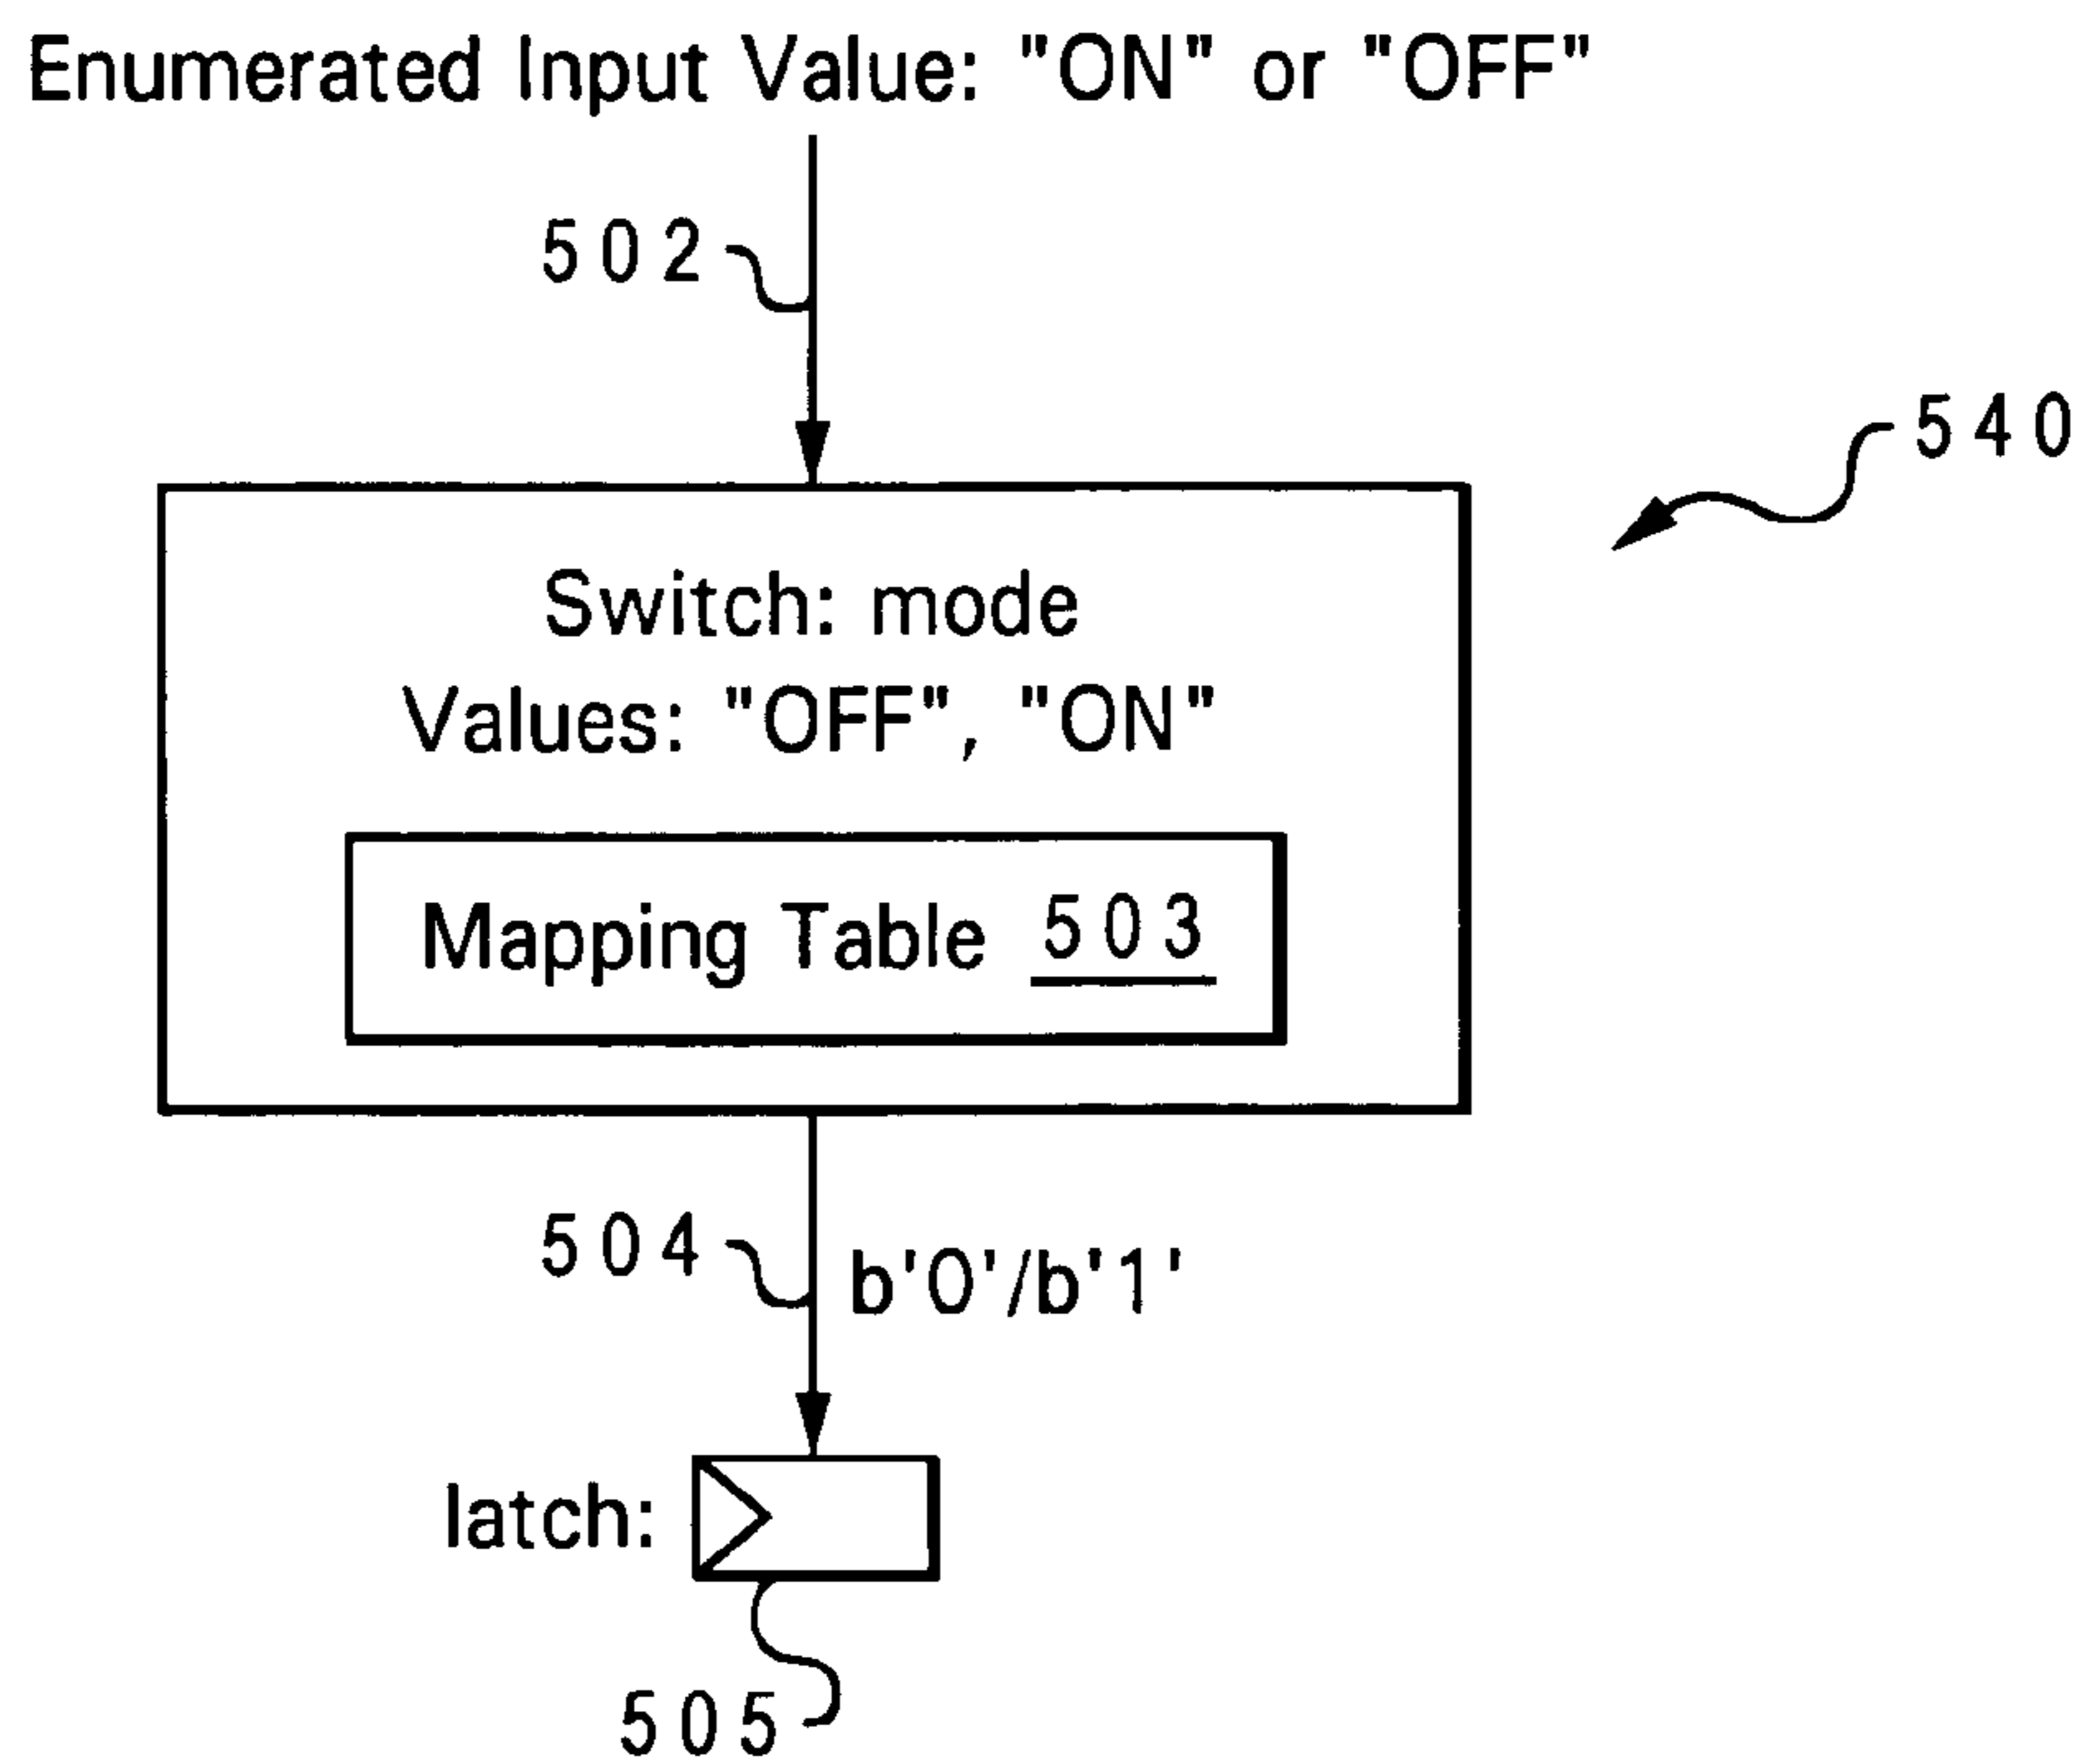 Enumerated Input Value: "ON" or "OFF"
502
540
Switch: mode
Values: "OFF", "ON"
Mapping Table 503
504
b'0'/b'1'
latch:
505